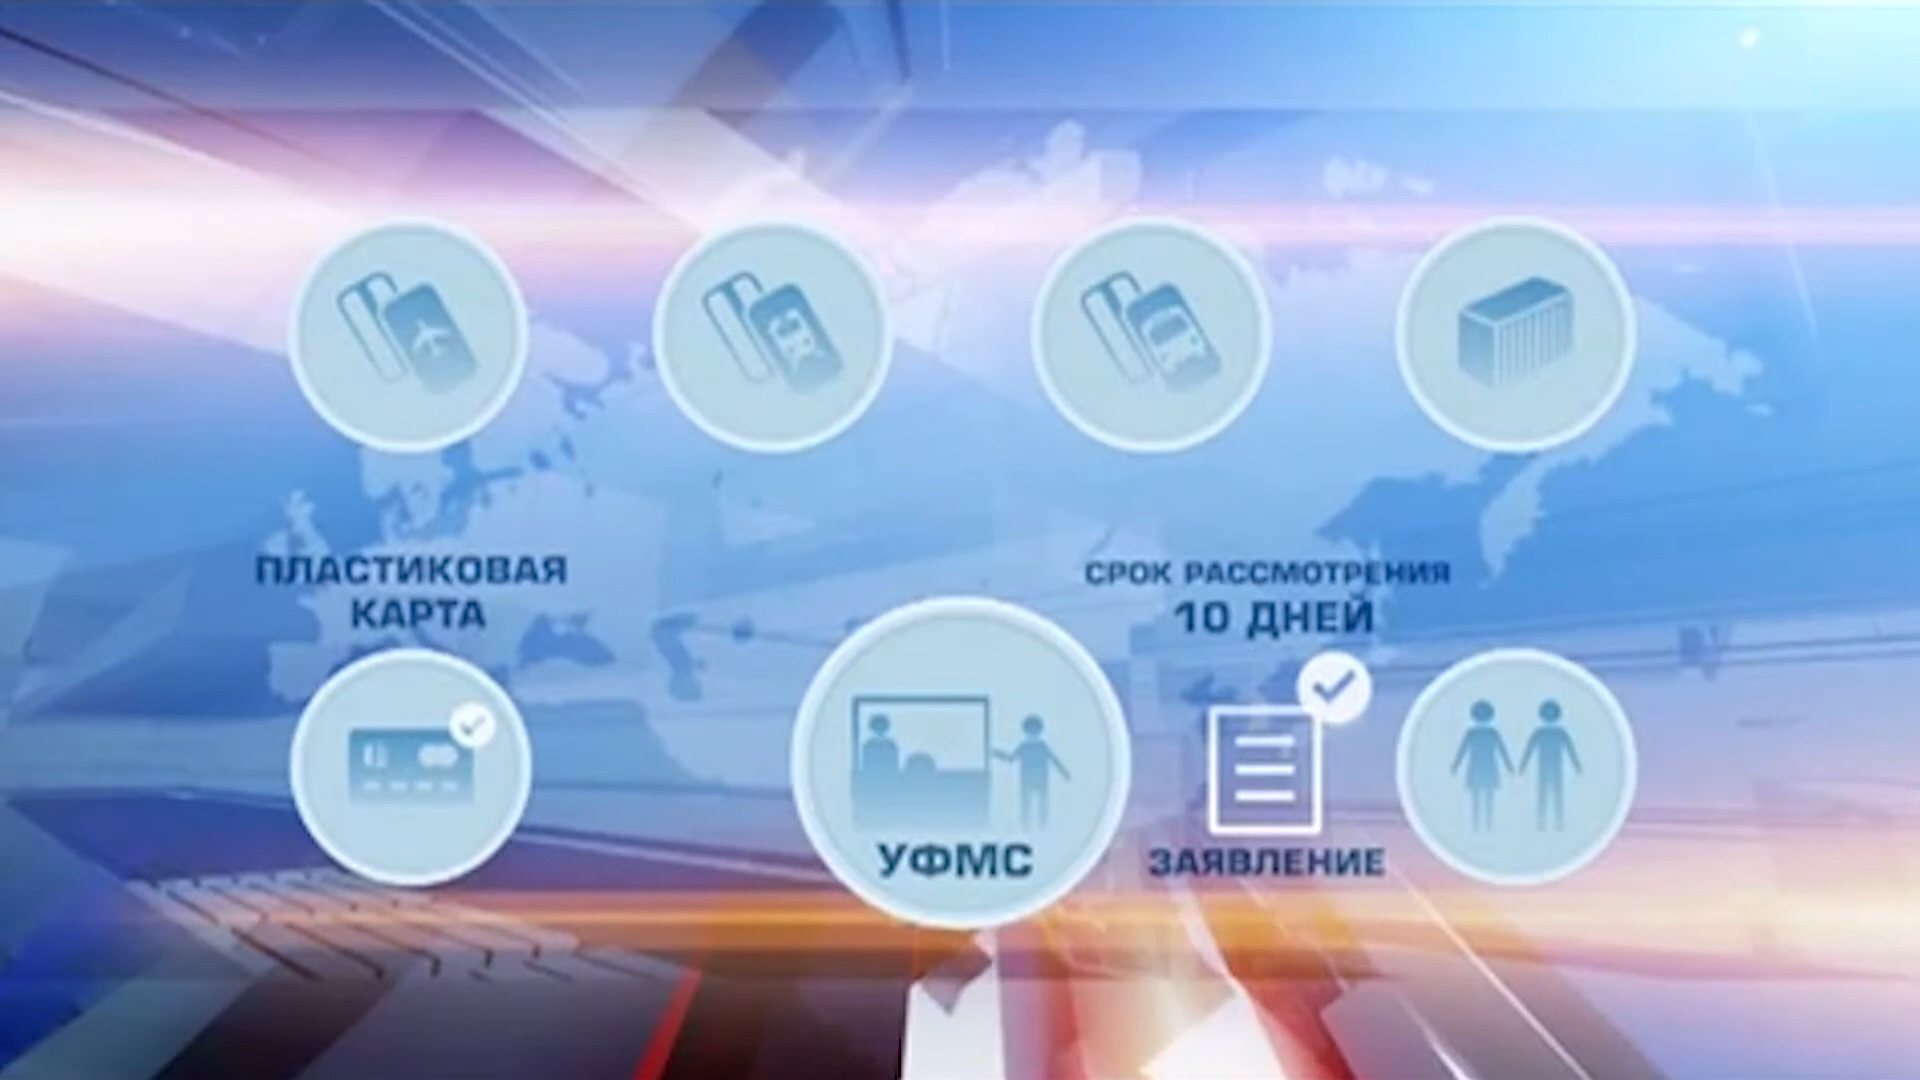 ПЛАСТИКОВАЯ
КАРТА
СРОК РАССМОТРЕНИЯ
10 ДНЕЙ
УФМС
ЗАЯВЛЕНИЕ